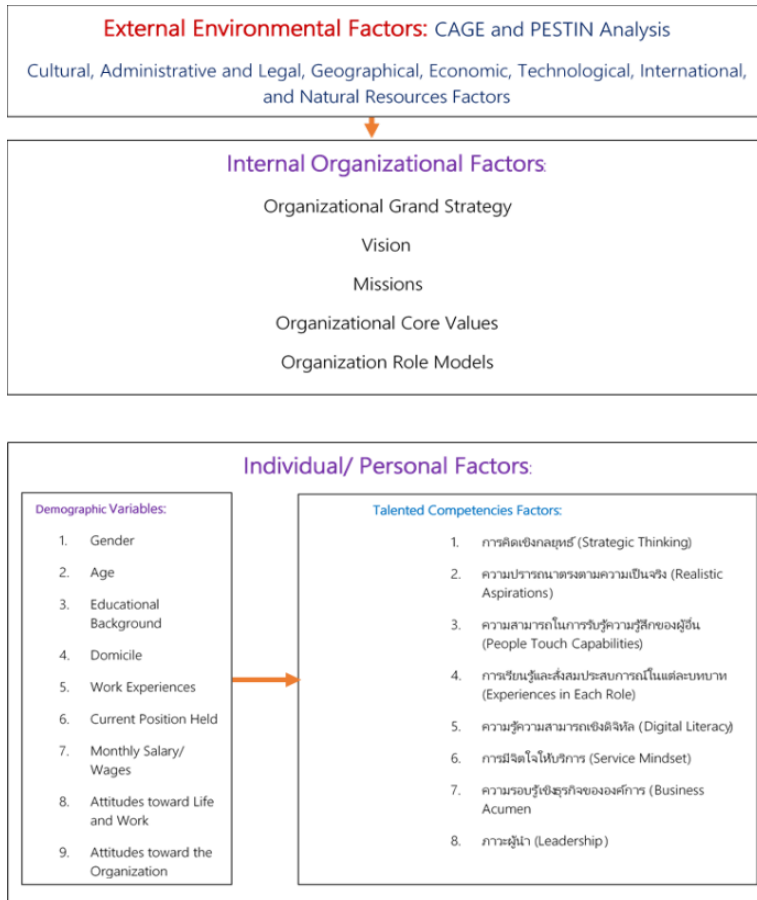 External Environmental Factors: CAGE and PESTIN Analysis
Cultural, Administrative and Legal, Geographical, Economic, Technological, International,
and Natural Resources Factors
Internal Organizational Factors:
Organizational Grand Strategy
Vision
Missions
Organizational Core Values
Organization Role Models
Individual/ Personal Factors:
Demographic Variables:
1. Gender
2. Age
3. Educational
Background
4. Domicile
5. Work Experiences
6. Current Position Held
7. Monthly Salary/
Wages
8. Attitudes toward Life
and Work
9. Attitudes toward the
Organization
Talented Competencies Factors:
1. การคิดเชิงกลยุทธ์ (Strategic Thinking)
2. ความปรารถนาตรงตามความเป็นจริง (Realistic
Aspirations)
3. ความสามารถในการรับรู้ความรู้สึกของผู้อื่น
(People Touch Capabilities)
4. การเรียนรู้และสั่งสมประสบการณ์ในแต่ละบทบาท
(Experiences in Each Role)
5. ความรู้ความสามารถเชิงดิจิทัล (Digital Literacy)
6. การมีจิตใจให้บริการ (Service Mindset)
7. ความรอบรู้เชิงธุรกิจขององค์การ (Business
Acumen
8. ภาวะผู้นำ (Leadership)